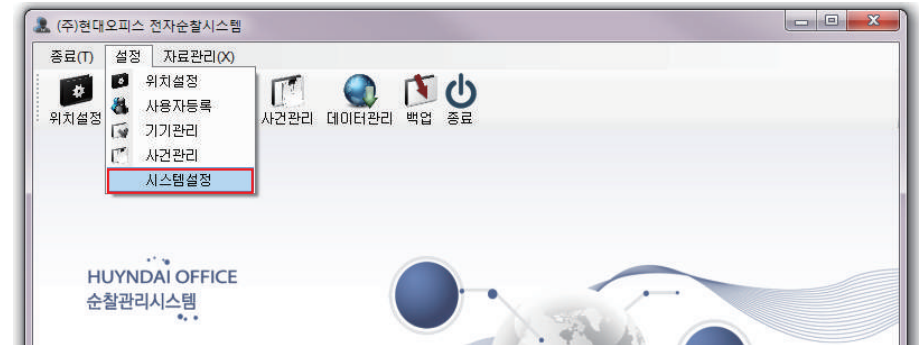 (주)현대오피스 전자순찰시스템
종료(T) 설정 자료관리(X)
위치설정 사건관리 데이터관리 백업 종료
위치설정
사용자등록
기기관리
사건관리
시스템설정
HUYNDAI OFFICE
순찰관리시스템